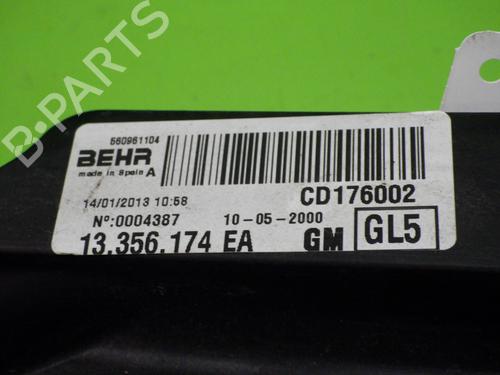 560961104
BEHR
made in Spain A
14/01/2013 10:58
CD176002
Nº:0004387 10-05-2000
13.356.174 EA GM GL5
B-PARTS